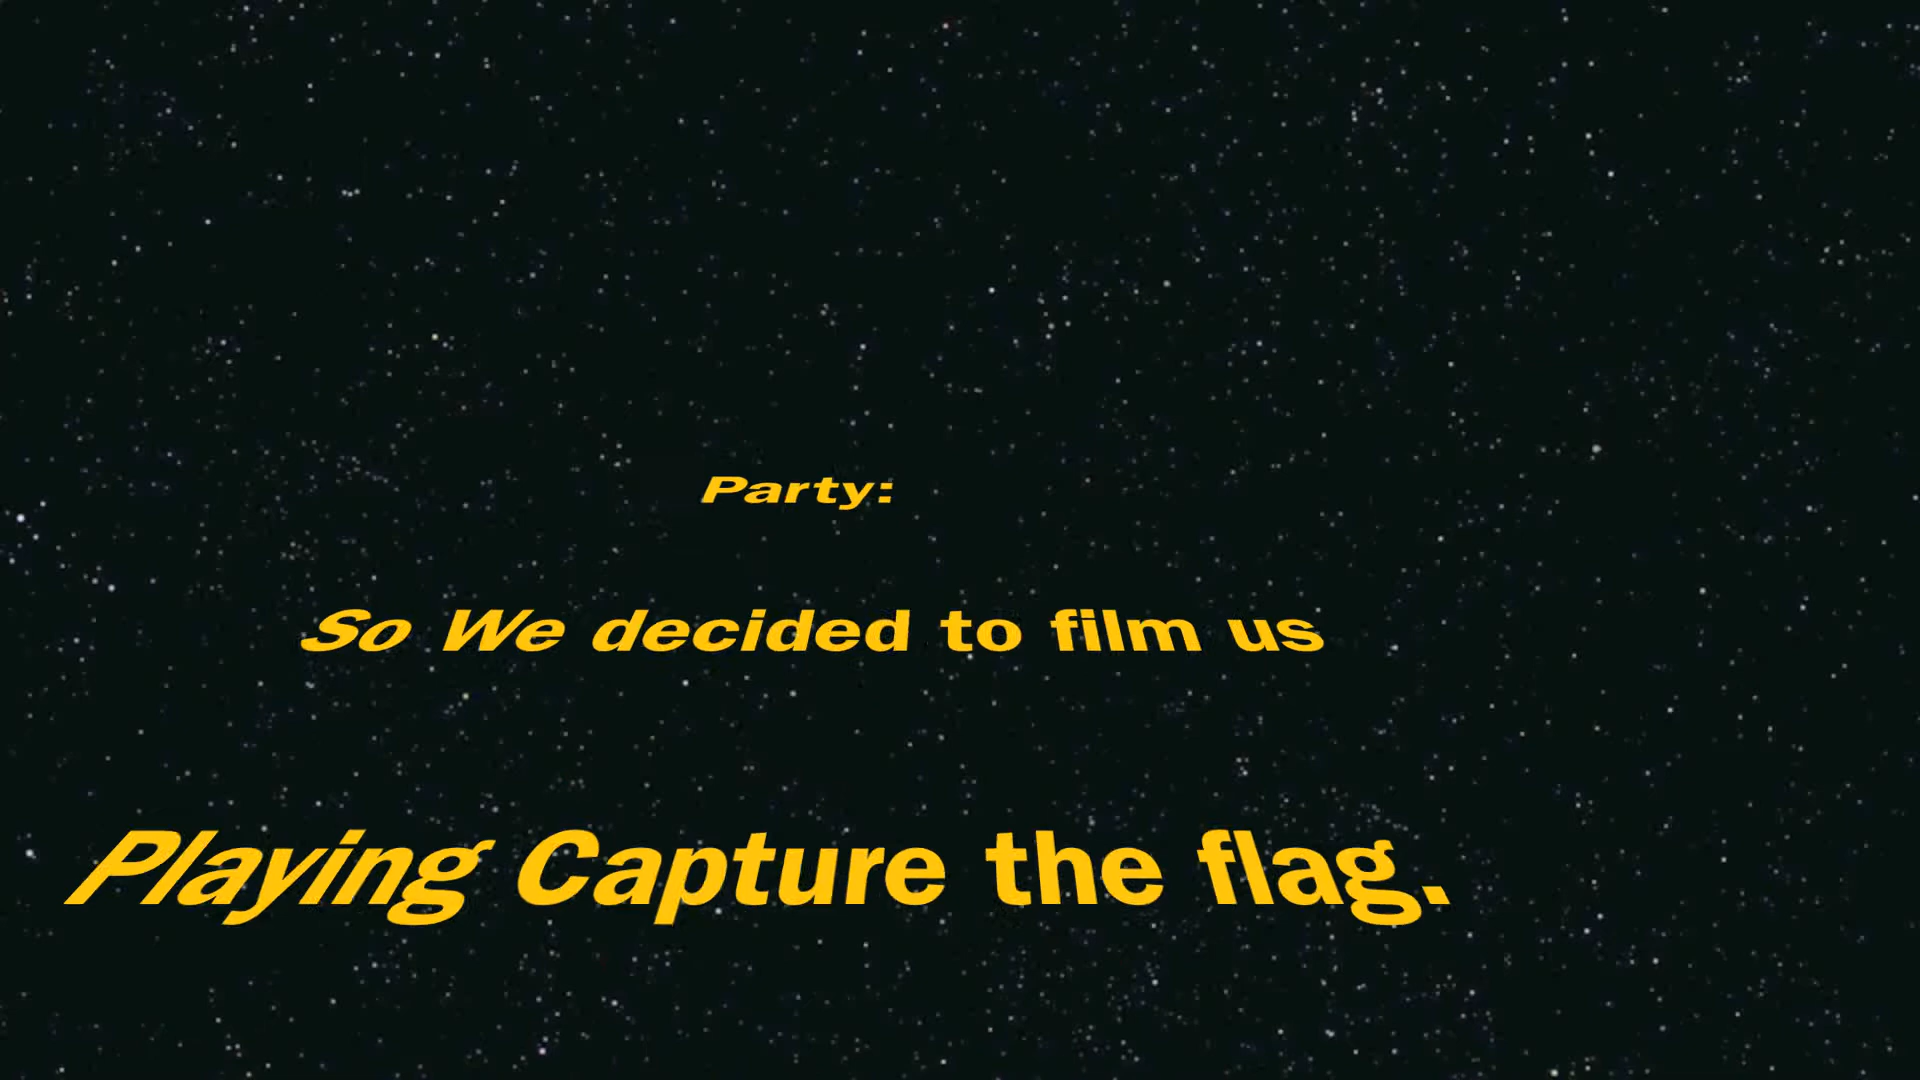 Party:
So We decided to film us
Playing Capture the flag.